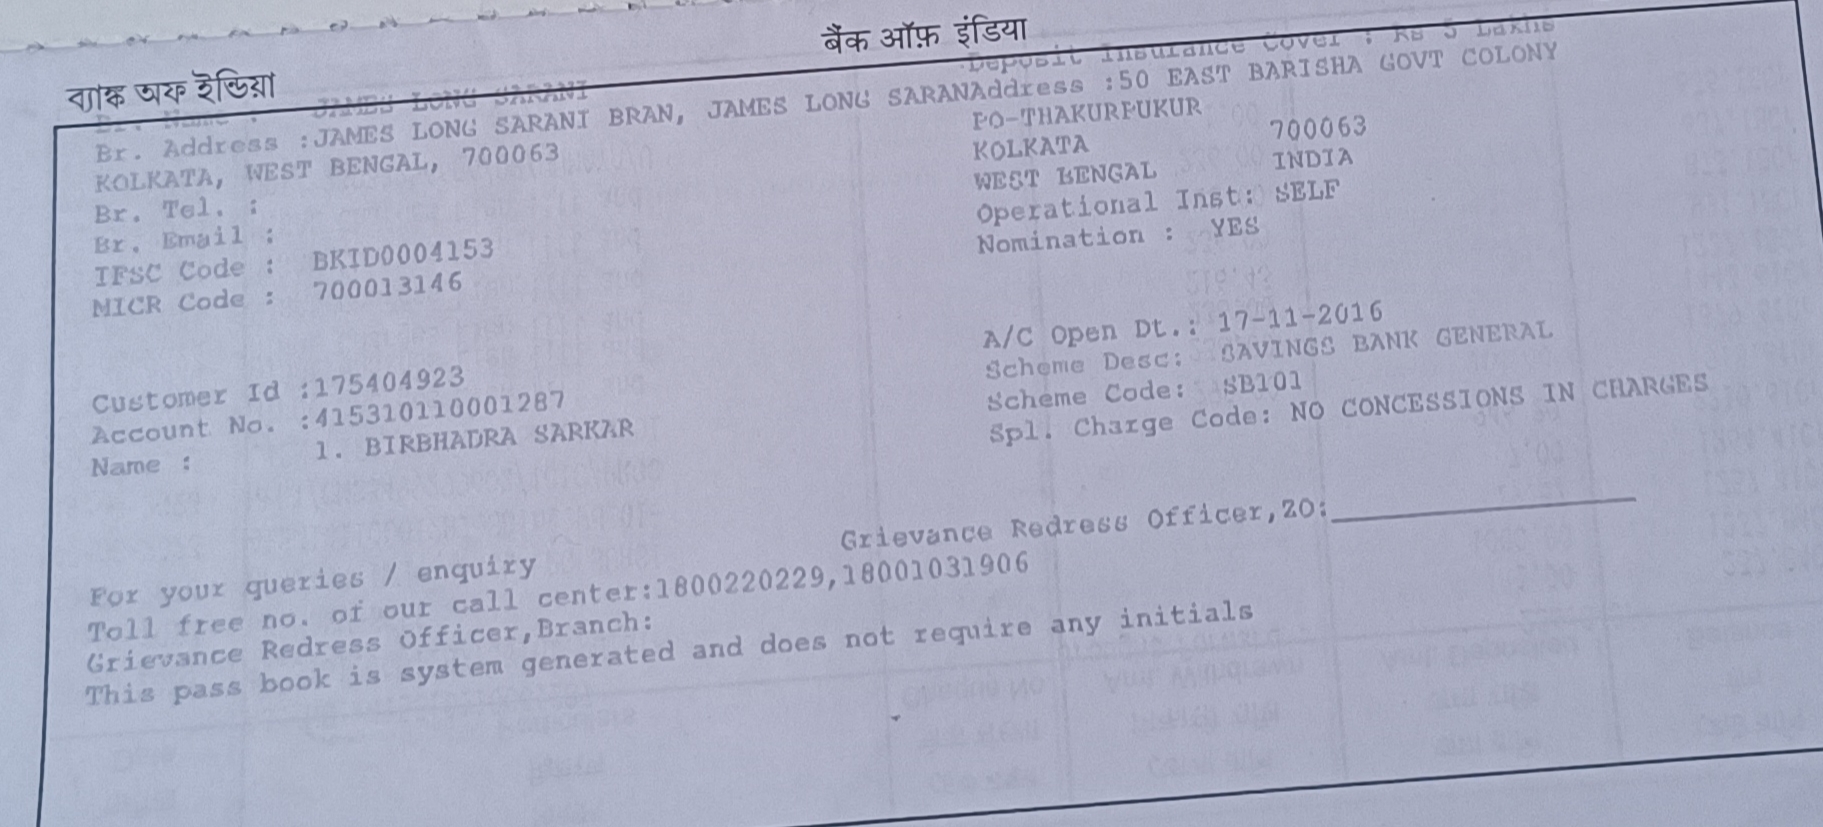 ব্যাঙ্ক অফ ইন্ডিয়া
बैंक ऑफ़ इंडिया
Deposit Insurance Cover : Rs 5 Lakhs
Br. Name : JAMES LONG SARANI
Br. Address :JAMES LONG SARANI BRAN, JAMES LONG SARANAddress :50 EAST BARISHA GOVT COLONY
KOLKATA, WEST BENGAL, 700063
PO-THAKURPUKUR
Br. Tel. :
KOLKATA 700063
Br. Email :
WEST BENGAL INDIA
IFSC Code : BKID0004153
Operational Inst: SELF
MICR Code : 700013146
Nomination : YES
A/C Open Dt.: 17-11-2016
Customer Id :175404923
Scheme Desc: SAVINGS BANK GENERAL
Account No. :415310110001287
Scheme Code: SB101
Name : 1. BIRBHADRA SARKAR
Spl. Charge Code: NO CONCESSIONS IN CHARGES
For your queries / enquiry
Grievance Redress Officer,ZO:
Toll free no. of our call center:1800220229,18001031906
Grievance Redress Officer,Branch:
This pass book is system generated and does not require any initials